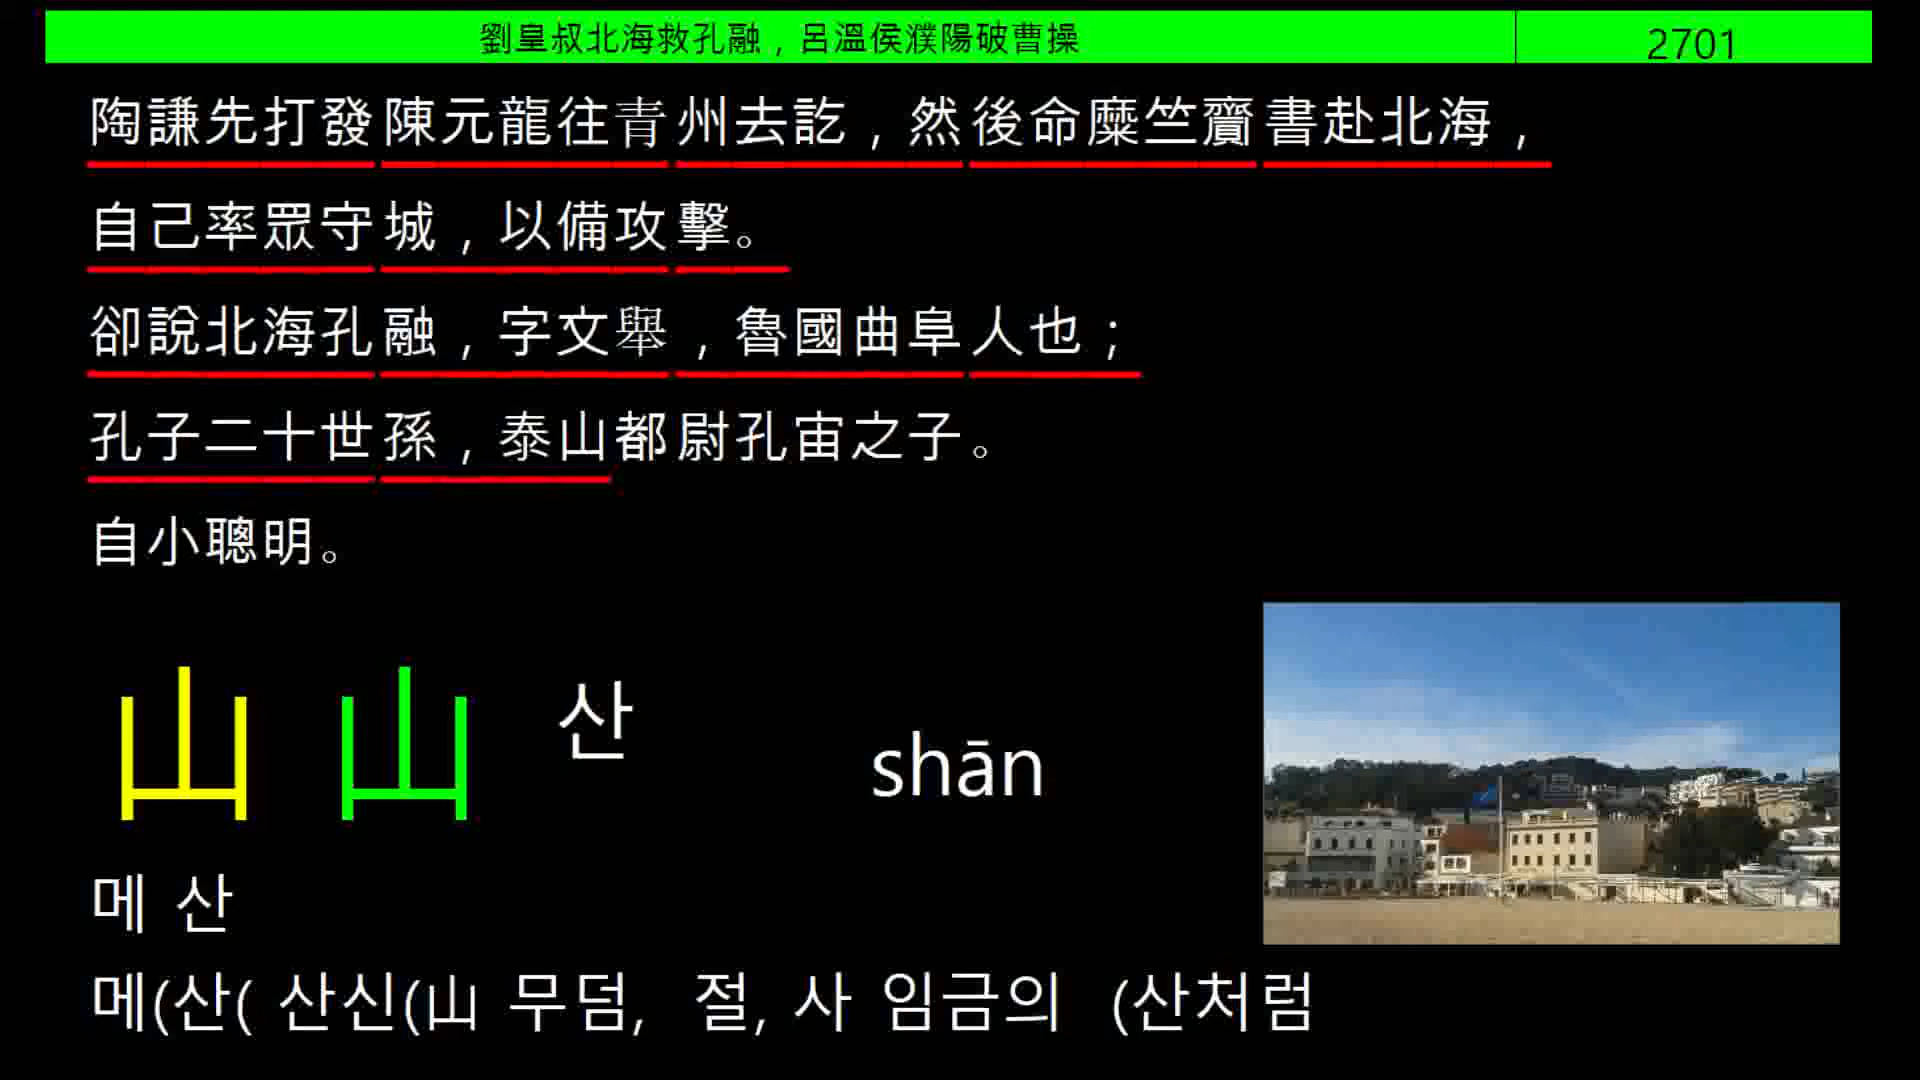 劉皇叔北海救孔融，呂溫侯濮陽破曹操 2701
陶謙先打發陳元龍往青州去訖，然後命糜竺齎書赴北海，
自己率眾守城，以備攻擊。
卻說北海孔融，字文舉，魯國曲阜人也；
孔子二十世孫，泰山都尉孔宙之子。
自小聰明。
山 山 산 shān
메 산
메(산( 산신(山 무덤, 절, 사 임금의 (산처럼